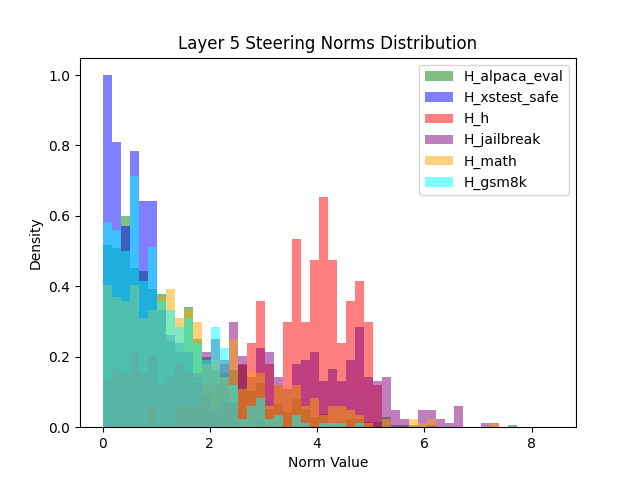 Layer 5 Steering Norms Distribution
H_alpaca_eval
H_xstest_safe
H_h
H_jailbreak
H_math
H_gsm8k
Density
1.0
0.8
0.6
0.4
0.2
0.0
0
2
4
6
8
Norm Value